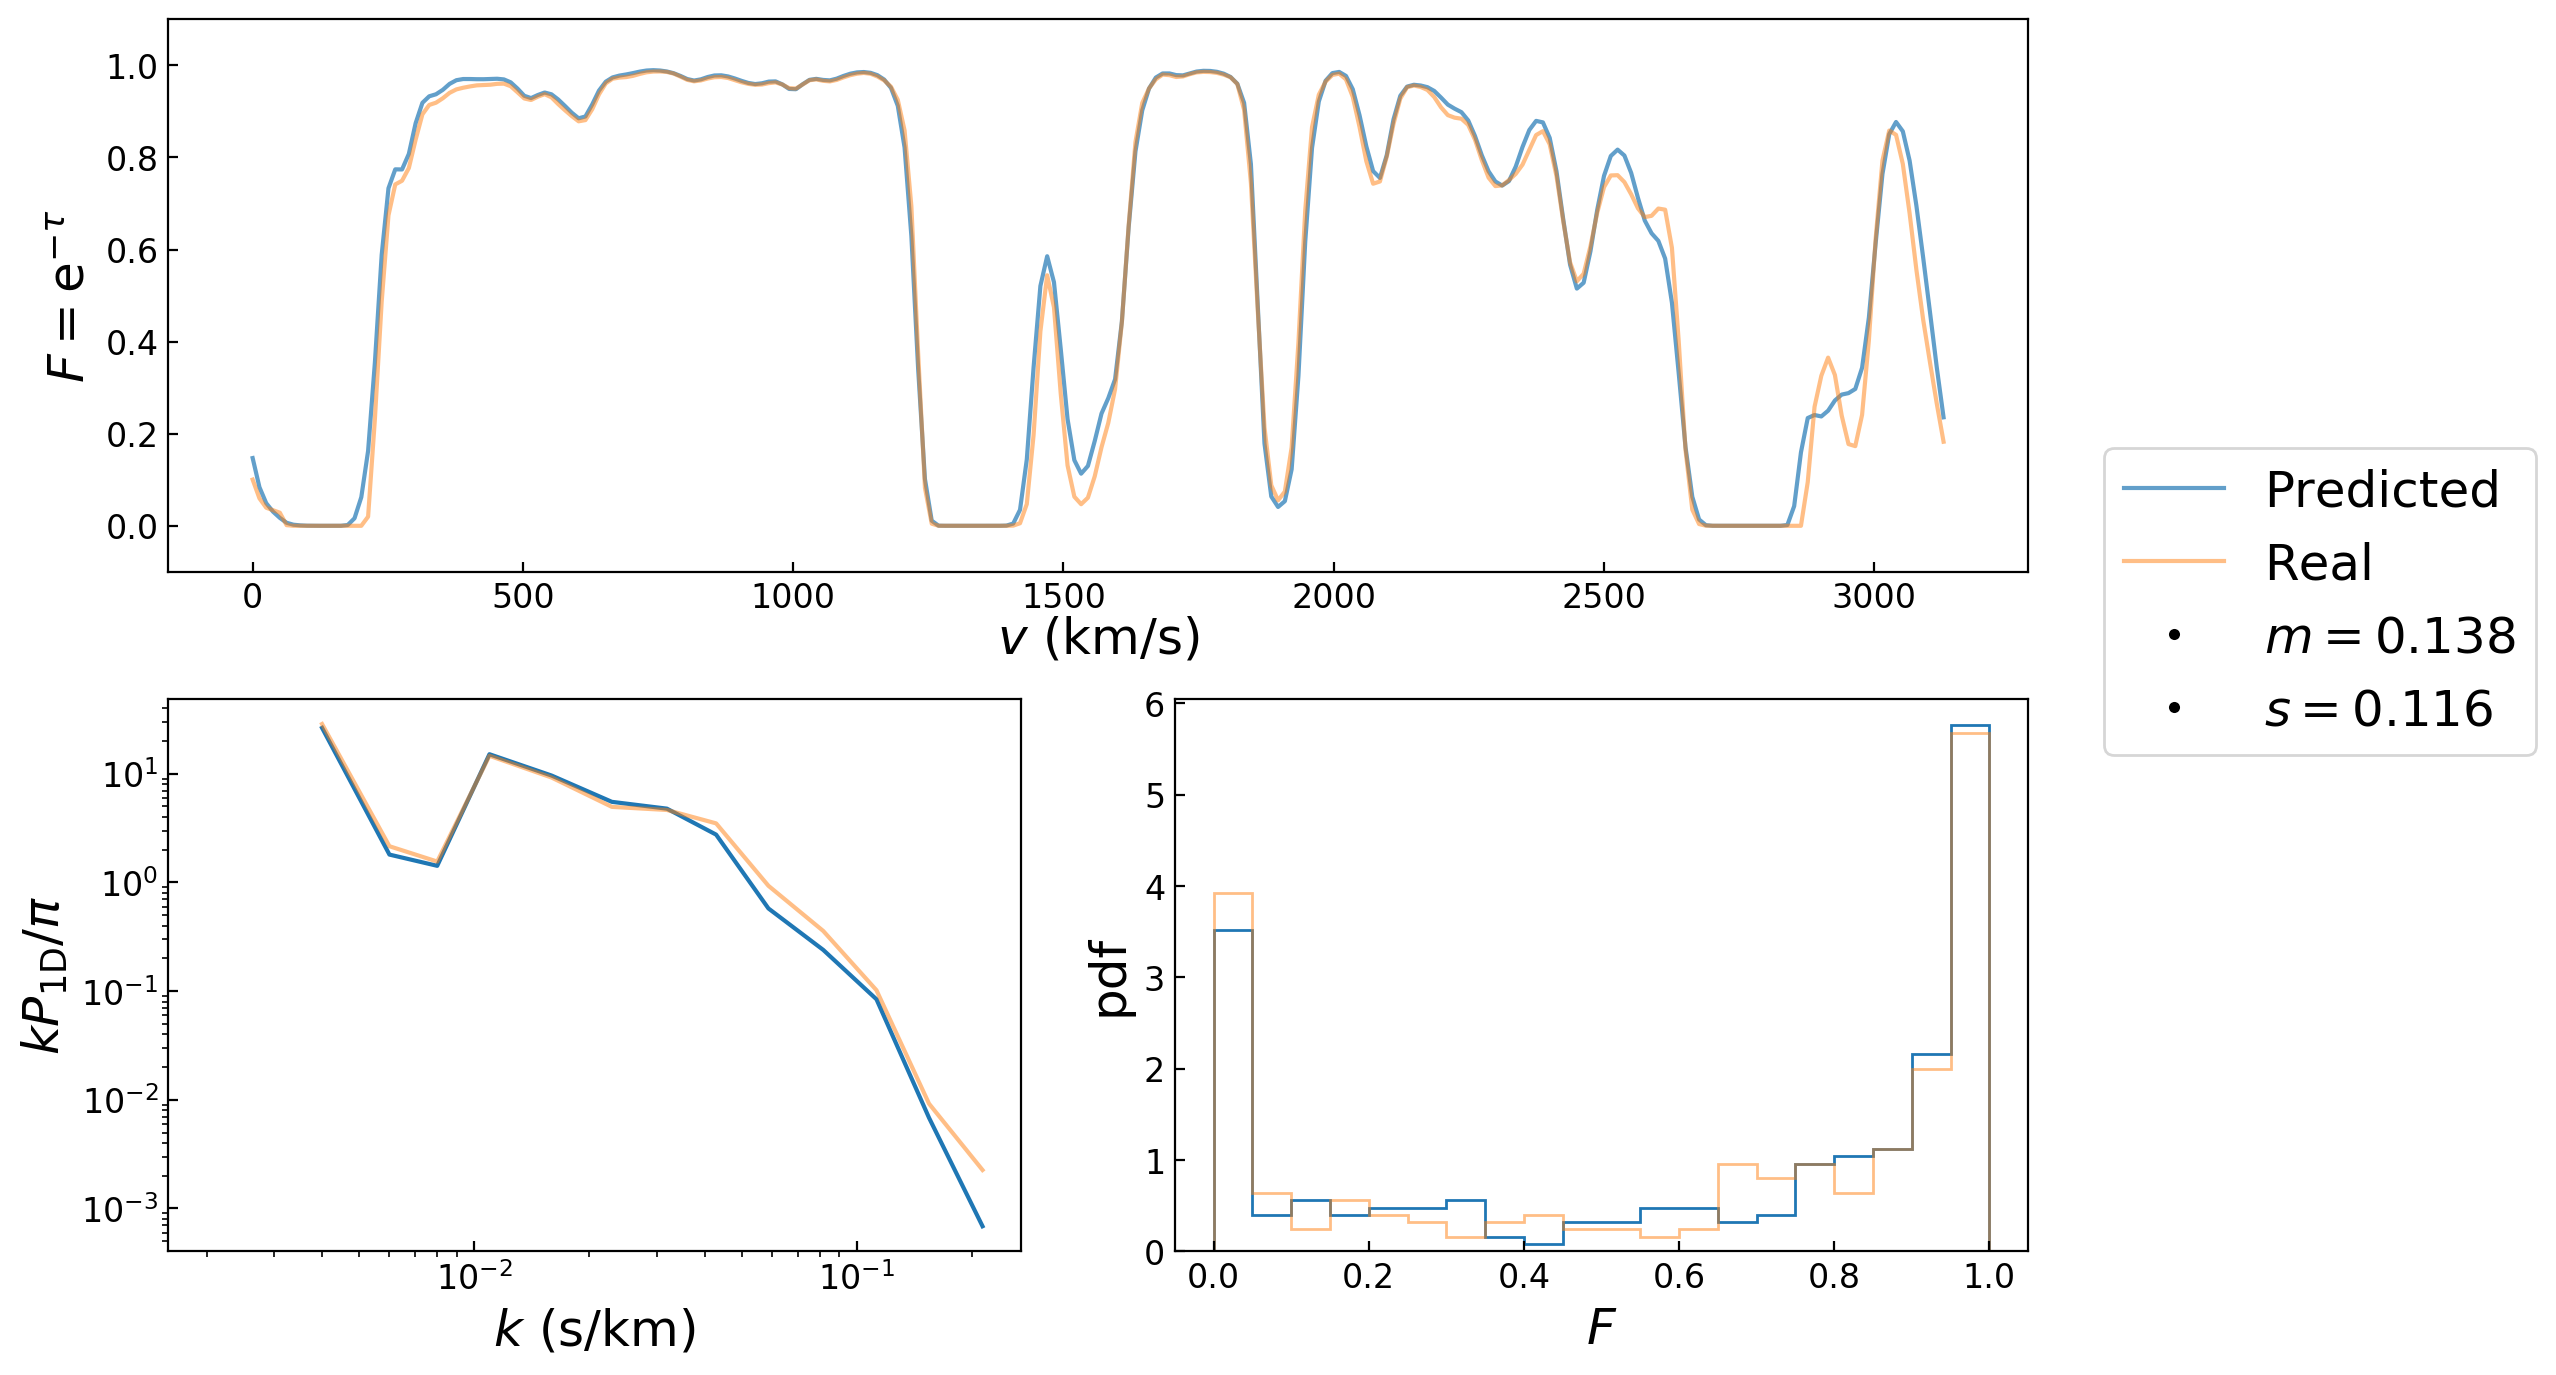 1.0
0.8
0.6
0.4
0.2
0.0
F = e^{−τ}
0 500 1000 1500 2000 2500 3000
v (km/s)
Predicted
Real
m = 0.138
s = 0.116
10^1
10^0
10^{−1}
10^{−2}
10^{−3}
kP_{1D}/π
10^{−2} 10^{−1}
k (s/km)
6
5
4
3
2
1
0
pdf
0.0 0.2 0.4 0.6 0.8 1.0
F